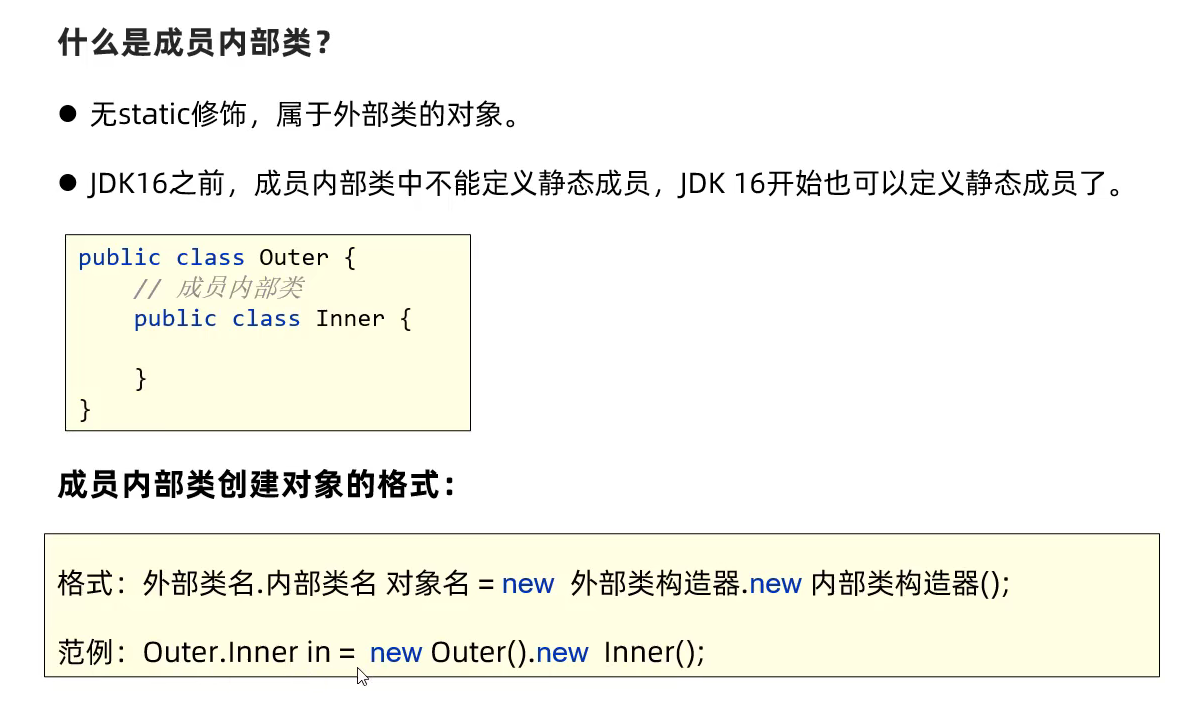 什么是成员内部类？
● 无static修饰，属于外部类的对象。
● JDK16之前，成员内部类中不能定义静态成员，JDK 16开始也可以定义静态成员了。
public class Outer {
    // 成员内部类
    public class Inner {
    }
}
成员内部类创建对象的格式：
格式：外部类名.内部类名 对象名 = new 外部类构造器.new 内部类构造器();
范例：Outer.Inner in = new Outer().new Inner();